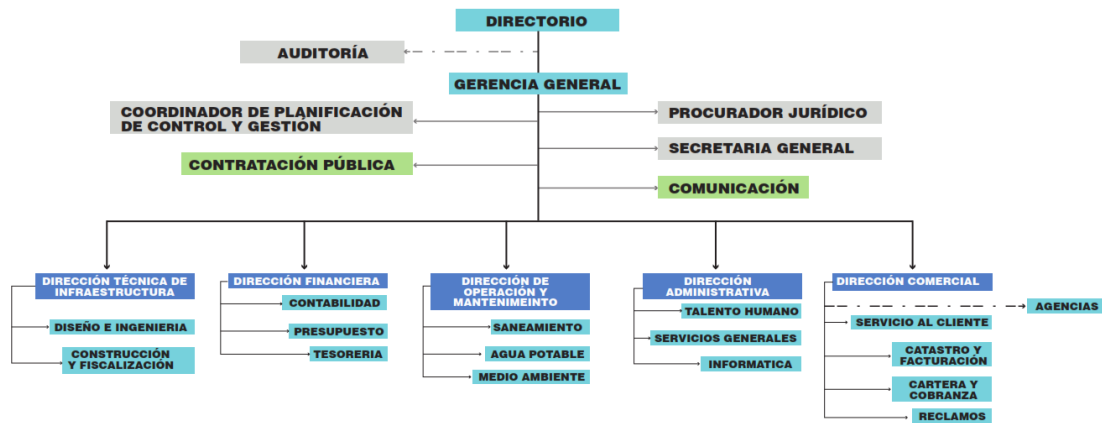 DIRECTORIO
AUDITORÍA
GERENCIA GENERAL
COORDINADOR DE PLANIFICACIÓN
DE CONTROL Y GESTIÓN
PROCURADOR JURÍDICO
SECRETARIA GENERAL
CONTRATACIÓN PÚBLICA
COMUNICACIÓN
DIRECCIÓN TÉCNICA DE
INFRAESTRUCTURA
DISEÑO E INGENIERIA
CONSTRUCCIÓN
Y FISCALIZACIÓN
DIRECCIÓN FINANCIERA
CONTABILIDAD
PRESUPUESTO
TESORERIA
DIRECCIÓN DE
OPERACIÓN Y
MANTENIMEINTO
SANEAMIENTO
AGUA POTABLE
MEDIO AMBIENTE
DIRECCIÓN
ADMINISTRATIVA
TALENTO HUMANO
SERVICIOS GENERALES
INFORMATICA
DIRECCIÓN COMERCIAL
AGENCIAS
SERVICIO AL CLIENTE
CATASTRO Y
FACTURACIÓN
CARTERA Y
COBRANZA
RECLAMOS